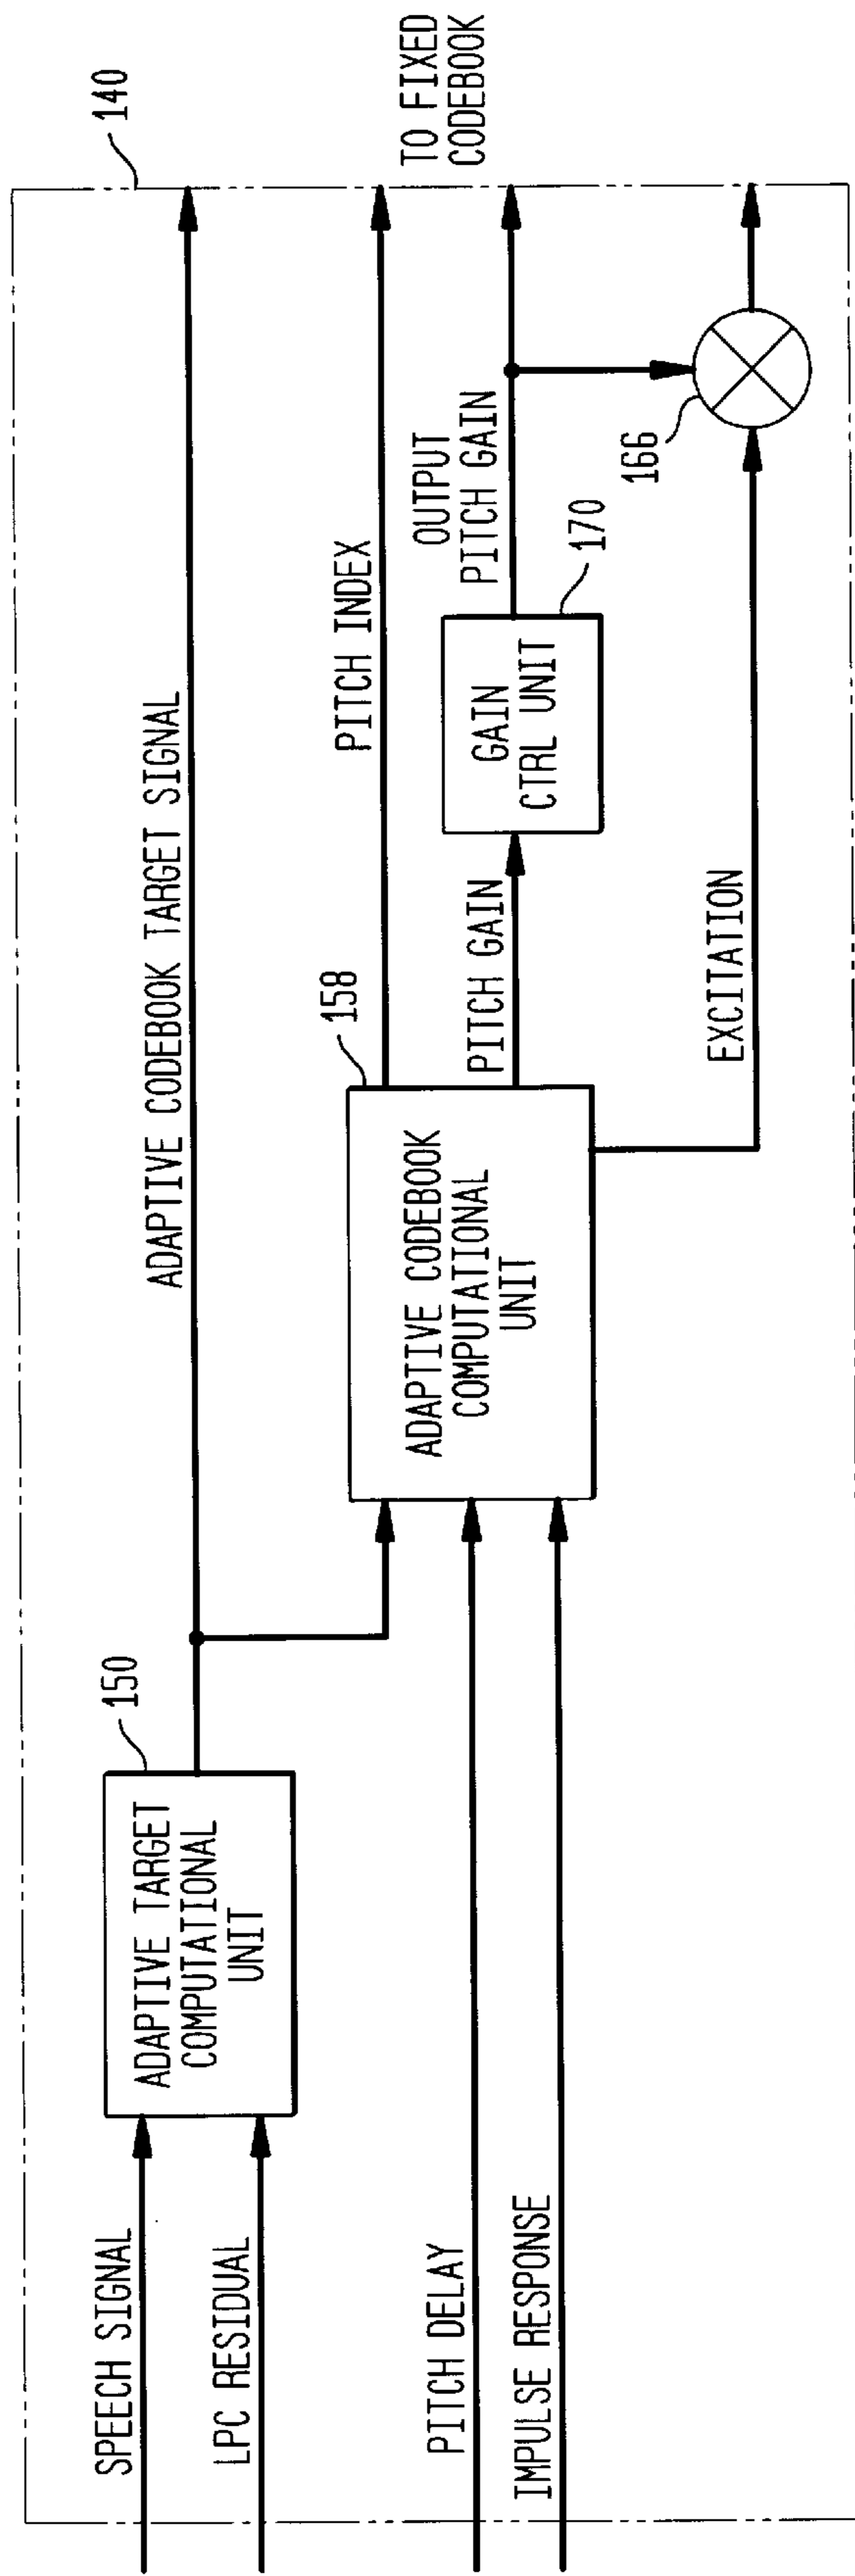 140
SPEECH SIGNAL
LPC RESIDUAL
ADAPTIVE TARGET
COMPUTATIONAL
UNIT
150
ADAPTIVE CODEBOOK TARGET SIGNAL
PITCH DELAY
IMPULSE RESPONSE
ADAPTIVE CODEBOOK
COMPUTATIONAL
UNIT
158
PITCH INDEX
PITCH GAIN
GAIN
CTRL UNIT
170
OUTPUT
PITCH GAIN
EXCITATION
166
TO FIXED
CODEBOOK